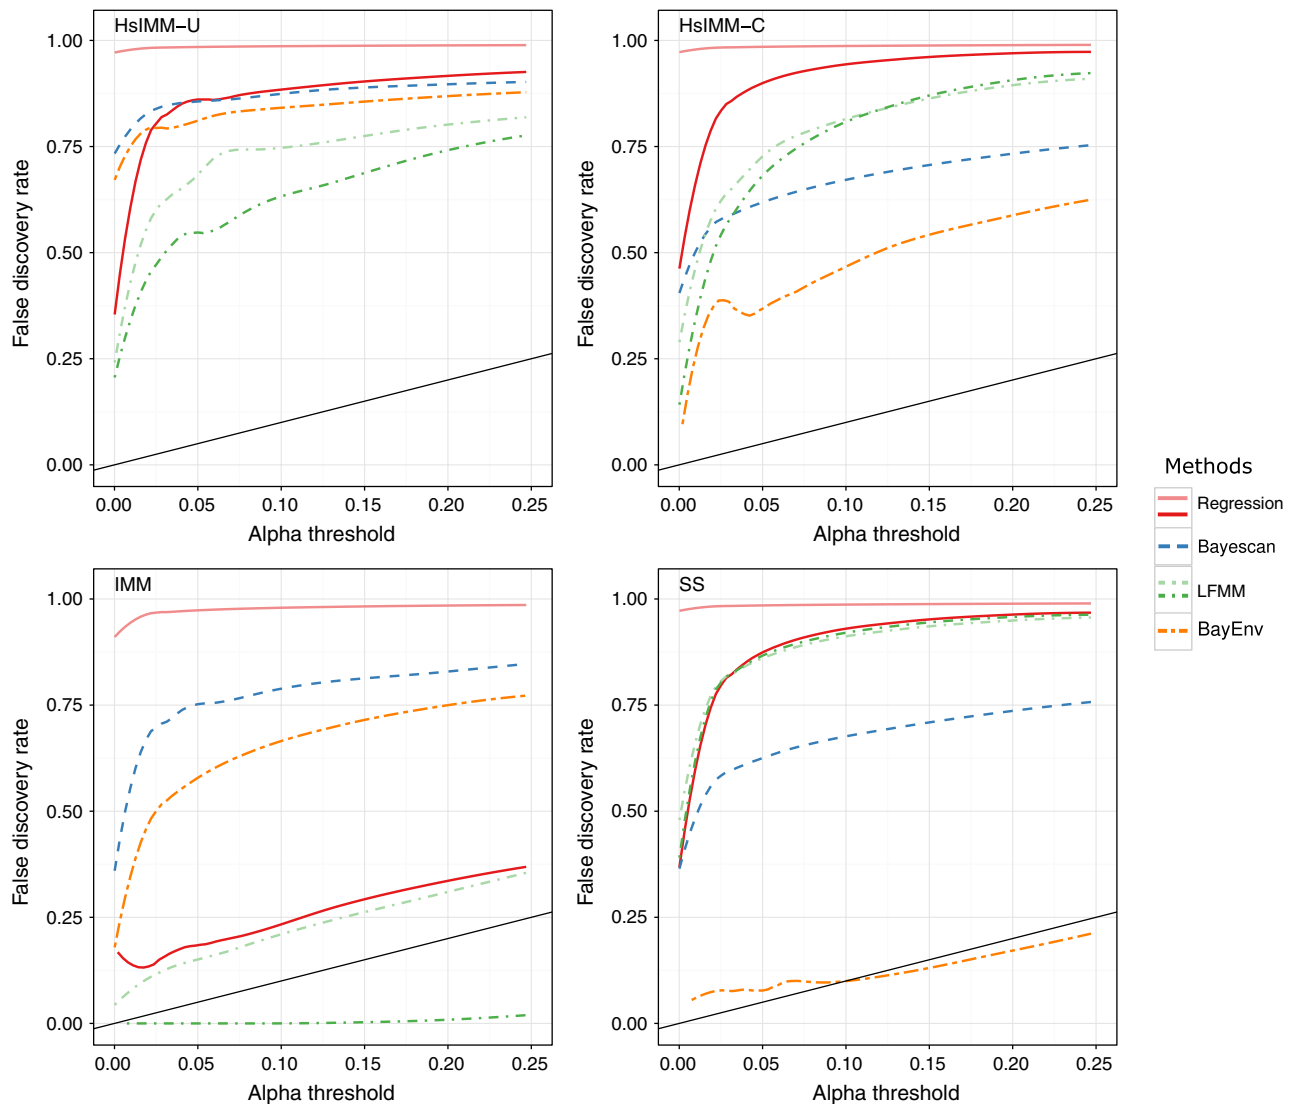 HsIMM−U
1.00
0.75
0.50
0.25
0.00
False discovery rate
0.00 0.05 0.10 0.15 0.20 0.25
Alpha threshold
HsIMM−C
1.00
0.75
0.50
0.25
0.00
False discovery rate
0.00 0.05 0.10 0.15 0.20 0.25
Alpha threshold
IMM
1.00
0.75
0.50
0.25
0.00
False discovery rate
0.00 0.05 0.10 0.15 0.20 0.25
Alpha threshold
SS
1.00
0.75
0.50
0.25
0.00
False discovery rate
0.00 0.05 0.10 0.15 0.20 0.25
Alpha threshold
Methods
Regression
Bayescan
LFMM
BayEnv